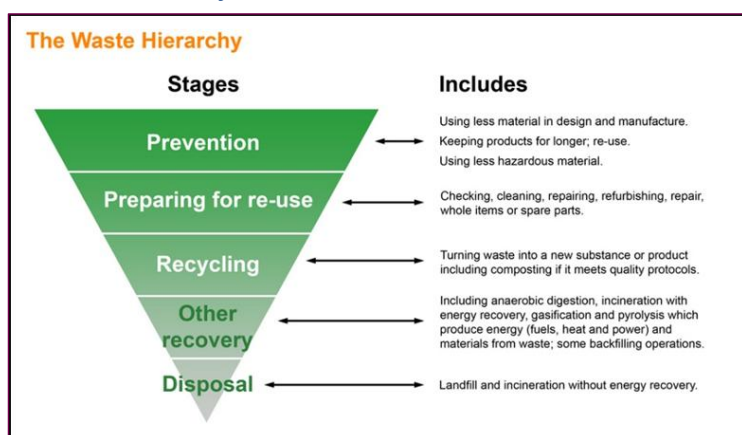 The Waste Hierarchy
Stages
Includes
Prevention
Using less material in design and manufacture.
Keeping products for longer; re-use.
Using less hazardous material.
Preparing for re-use
Checking, cleaning, repairing, refurbishing, repair,
whole items or spare parts.
Recycling
Turning waste into a new substance or product
including composting if it meets quality protocols.
Other
recovery
Including anaerobic digestion, incineration with
energy recovery, gasification and pyrolysis which
produce energy (fuels, heat and power) and
materials from waste; some backfilling operations.
Disposal
Landfill and incineration without energy recovery.